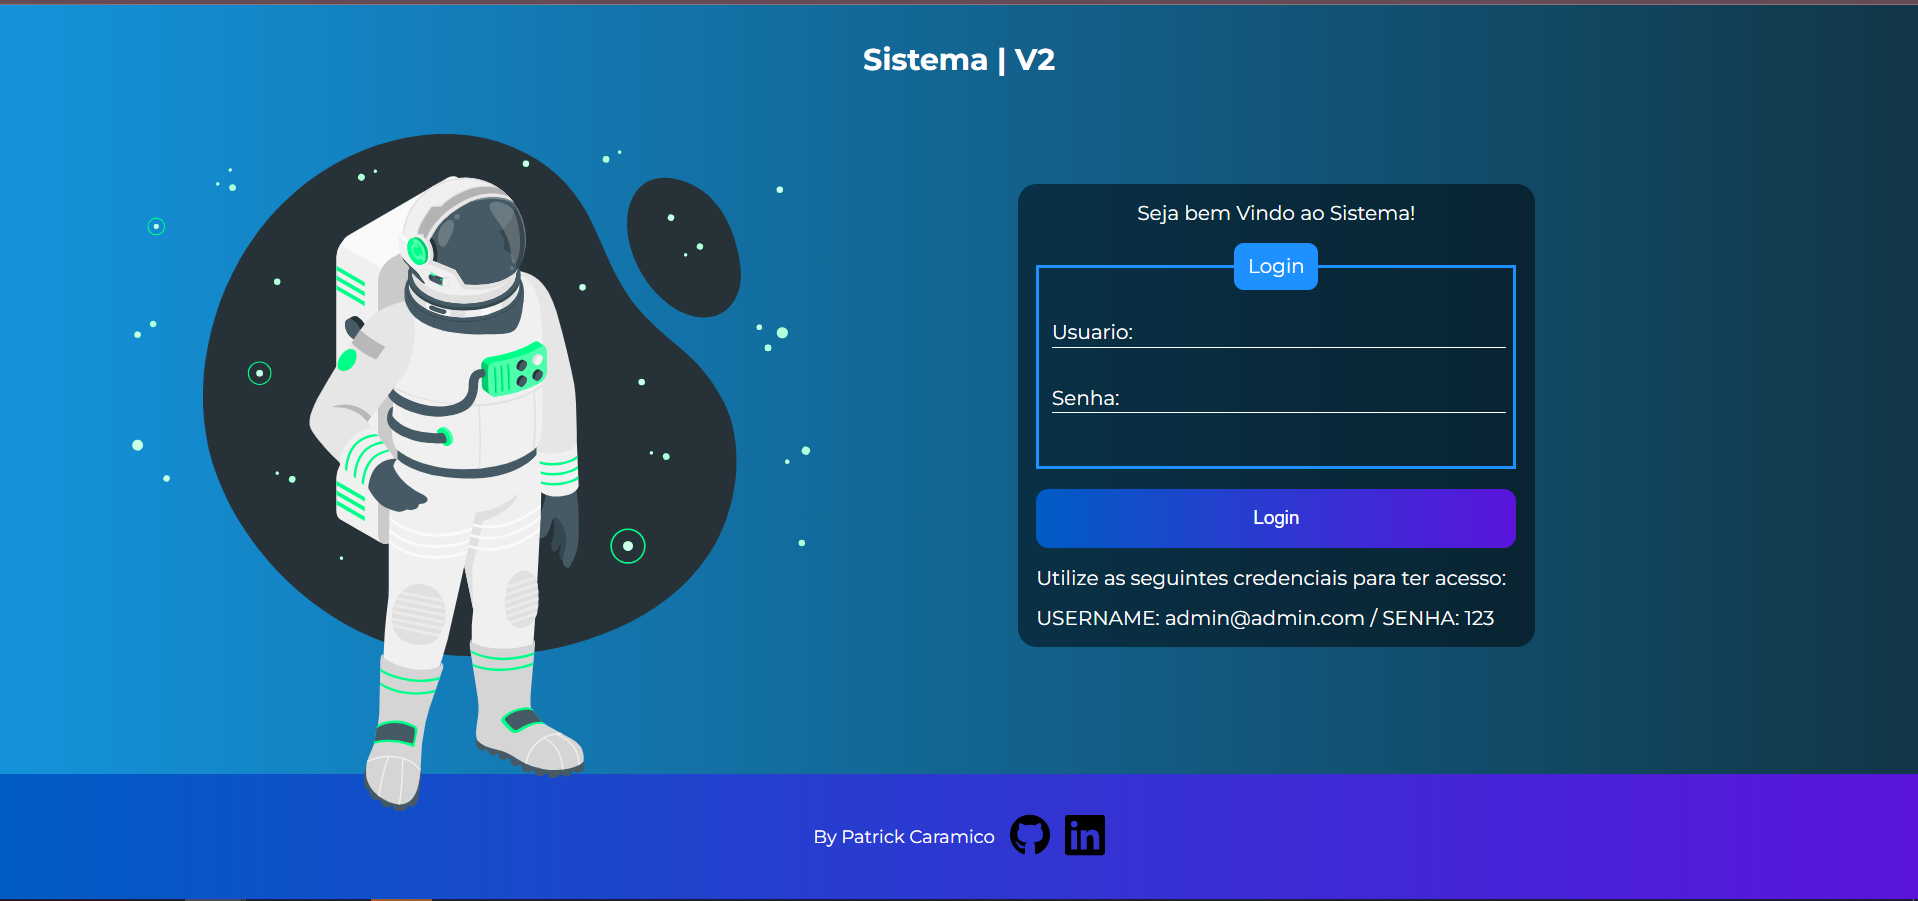 Sistema | V2
Seja bem Vindo ao Sistema!
Login
Usuario:
Senha:
Login
Utilize as seguintes credenciais para ter acesso:
USERNAME: admin@admin.com / SENHA: 123
By Patrick Caramico
in